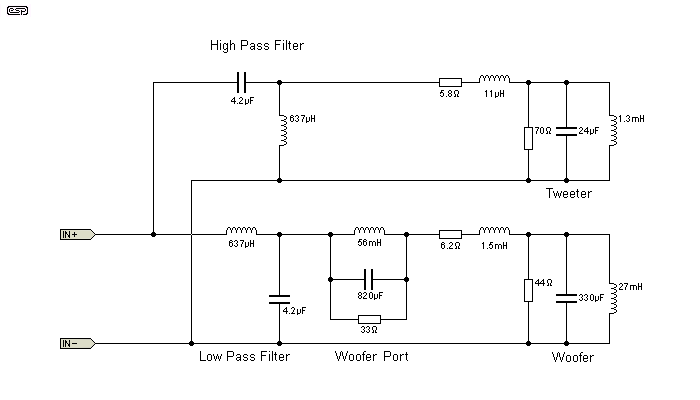 esp
High Pass Filter
4.2µF
5.8Ω
11µH
637µH
70Ω
24µF
1.3mH
Tweeter
IN+
637µH
56mH
6.2Ω
1.5mH
820µF
44Ω
330µF
27mH
4.2µF
33Ω
IN−
Low Pass Filter
Woofer Port
Woofer